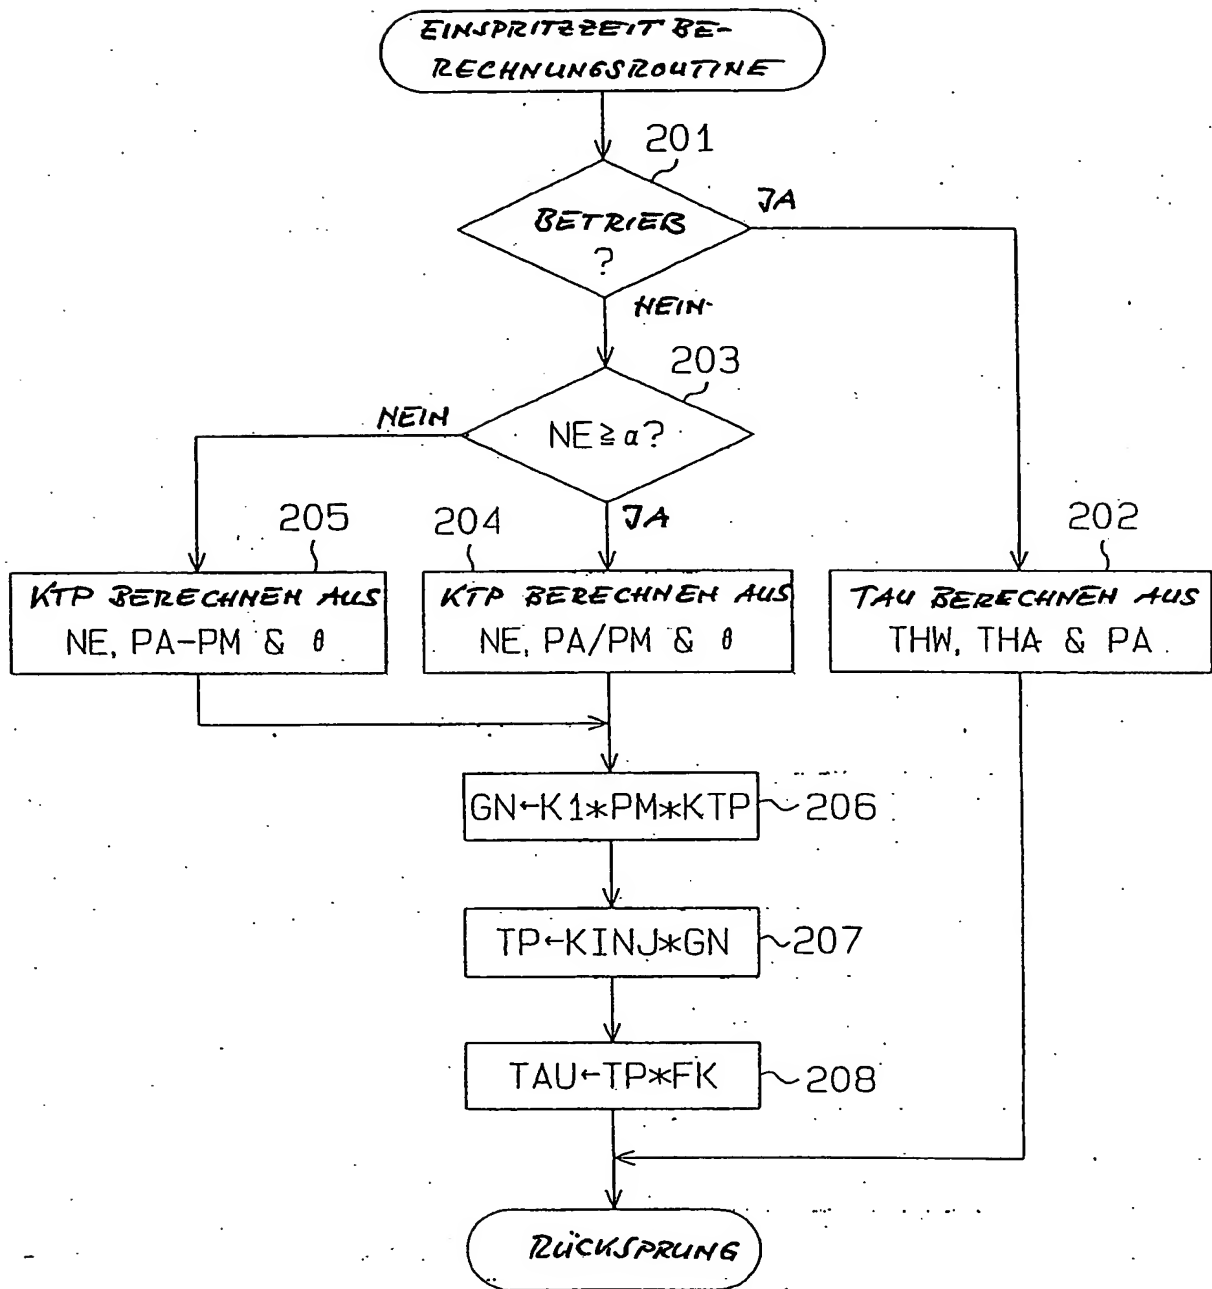 EINSPRITZZEIT BE-
RECHNUNGSROUTINE
201
BETRIEB
?
JA
NEIN
203
NE≧α?
NEIN
JA
205
KTP BERECHNEN AUS
NE, PA-PM & θ
204
KTP BERECHNEN AUS
NE, PA/PM & θ
202
TAU BERECHNEN AUS
THW, THA & PA
GN←K1*PM*KTP
206
TP←KINJ*GN
207
TAU←TP*FK
208
RÜCKSPRUNG